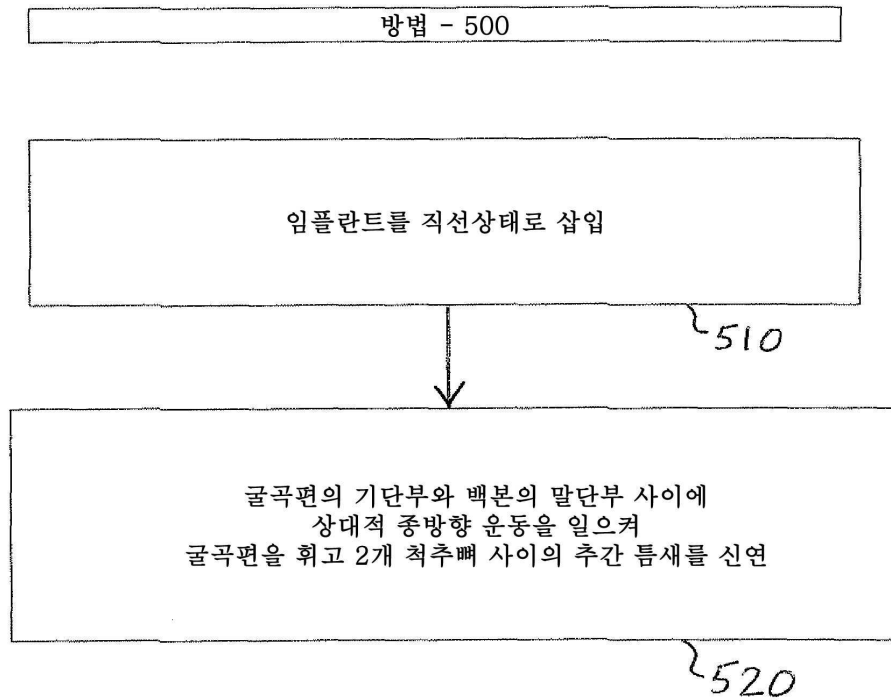 방법 - 500
임플란트를 직선상태로 삽입
510
굴곡편의 기단부와 백본의 말단부 사이에
상대적 종방향 운동을 일으켜
굴곡편을 휘고 2개 척추뼈 사이의 추간 틈새를 신연
520